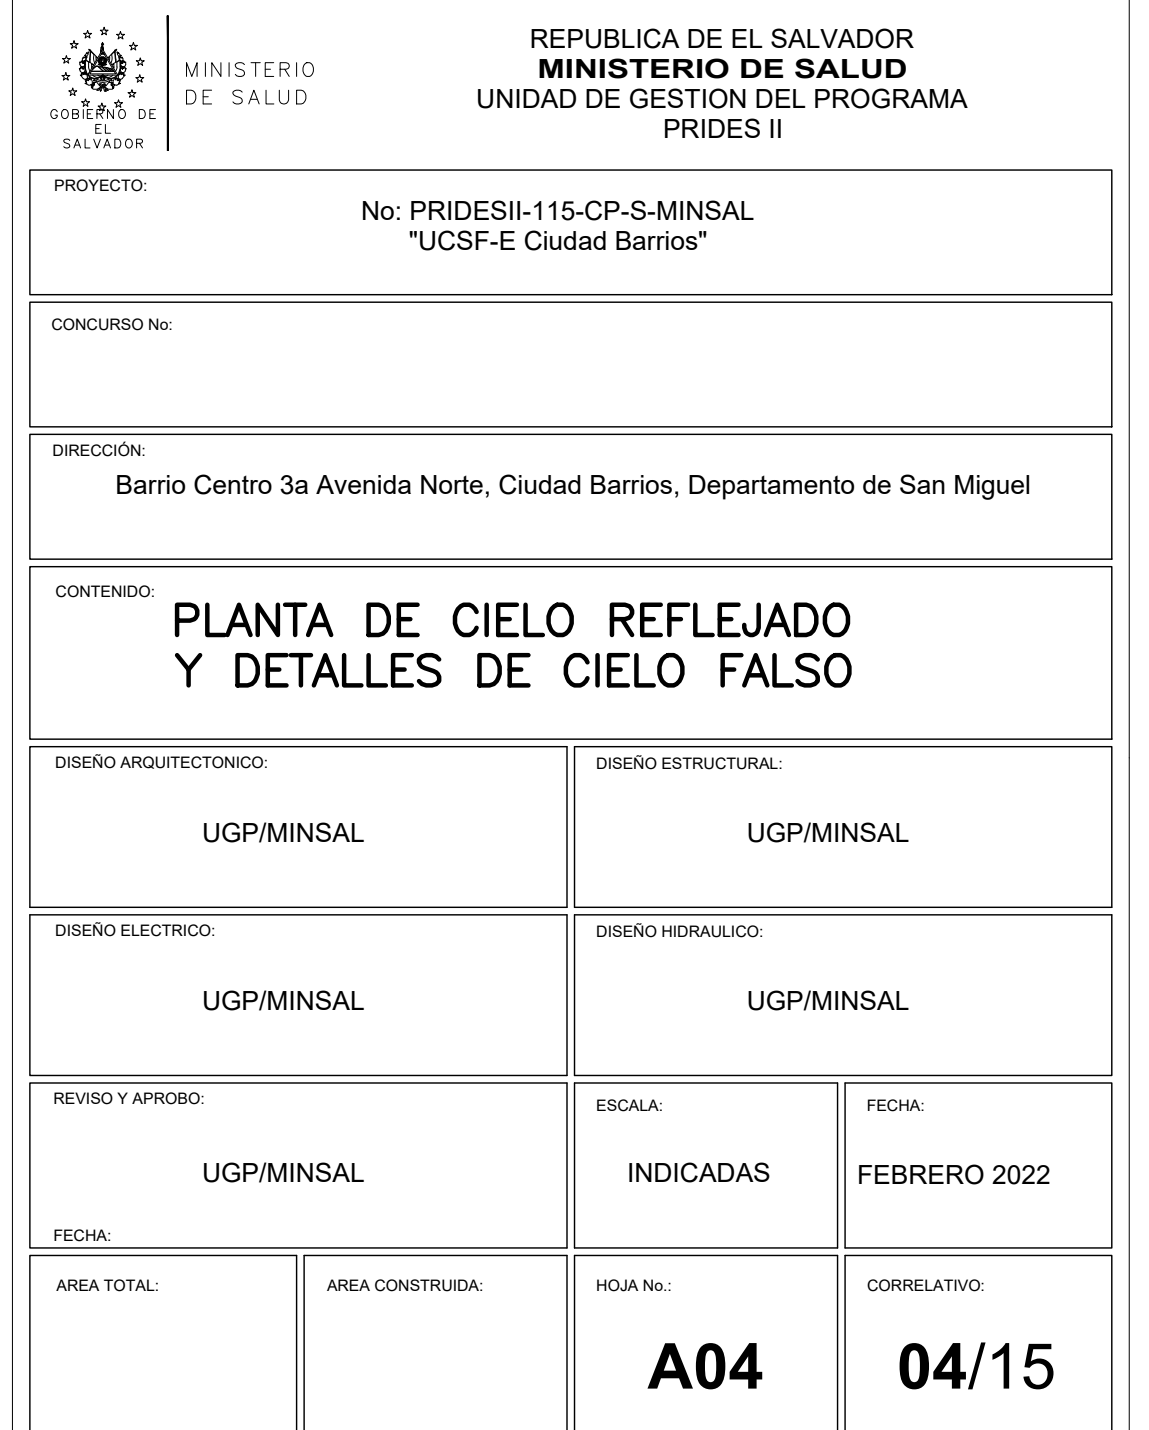 GOBIERNO DE
EL
SALVADOR
MINISTERIO
DE SALUD
REPUBLICA DE EL SALVADOR
MINISTERIO DE SALUD
UNIDAD DE GESTION DEL PROGRAMA
PRIDES II
PROYECTO:
No: PRIDESII-115-CP-S-MINSAL
"UCSF-E Ciudad Barrios"
CONCURSO No:
DIRECCIÓN:
Barrio Centro 3a Avenida Norte, Ciudad Barrios, Departamento de San Miguel
CONTENIDO:
PLANTA DE CIELO REFLEJADO
Y DETALLES DE CIELO FALSO
DISEÑO ARQUITECTONICO:
UGP/MINSAL
DISEÑO ESTRUCTURAL:
UGP/MINSAL
DISEÑO ELECTRICO:
UGP/MINSAL
DISEÑO HIDRAULICO:
UGP/MINSAL
REVISO Y APROBO:
UGP/MINSAL
FECHA:
ESCALA:
INDICADAS
FECHA:
FEBRERO 2022
AREA TOTAL:
AREA CONSTRUIDA:
HOJA No.:
A04
CORRELATIVO:
04/15